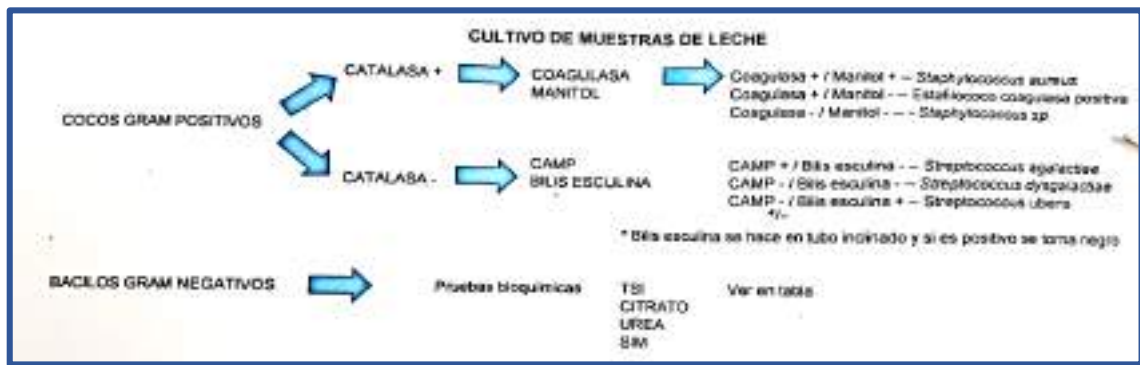 CULTIVO DE MUESTRAS DE LECHE
COCOS GRAM POSITIVOS
CATALASA +
COAGULASA
MANITOL
Coagulasa + / Manitol + -- Staphylococcus aureus
Coagulasa + / Manitol - -- Estafilococo coagulasa positiva
Coagulasa - / Manitol - -- - Staphylococcus sp
CATALASA -
CAMP
BILIS ESCULINA
CAMP + / Bilis esculina - -- Streptococcus agalactiae
CAMP - / Bilis esculina - -- Streptococcus dysgalactiae
CAMP - / Bilis esculina + -- Streptococcus uberis
+/-
* Bilis esculina se hace en tubo inclinado y si es positivo se torna negro
BACILOS GRAM NEGATIVOS
Pruebas bioquimicas
TSI
CITRATO
UREA
SIM
Ver en tabla